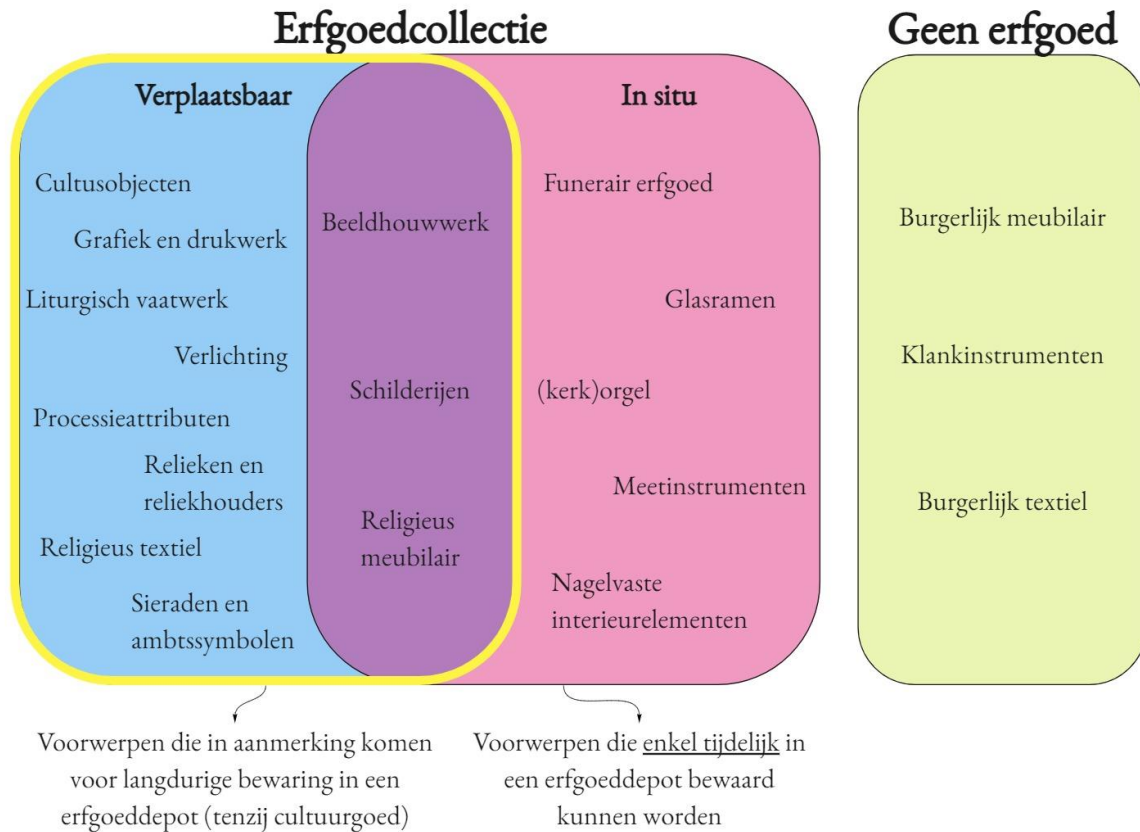 Erfgoedcollectie
Geen erfgoed
Verplaatsbaar
Cultusobjecten
Grafiek en drukwerk
Liturgisch vaatwerk
Verlichting
Processieattributen
Relieken en
reliekhouders
Religieus textiel
Sieraden en
ambtssymbolen
Beeldhouwwerk
Schilderijen
Religieus
meubilair
In situ
Funerair erfgoed
Glasramen
(kerk)orgel
Meetinstrumenten
Nagelvaste
interieurelementen
Burgerlijk meubilair
Klankinstrumenten
Burgerlijk textiel
Voorwerpen die in aanmerking komen
voor langdurige bewaring in een
erfgoeddepot (tenzij cultuurgoed)
Voorwerpen die enkel tijdelijk in
een erfgoeddepot bewaard
kunnen worden